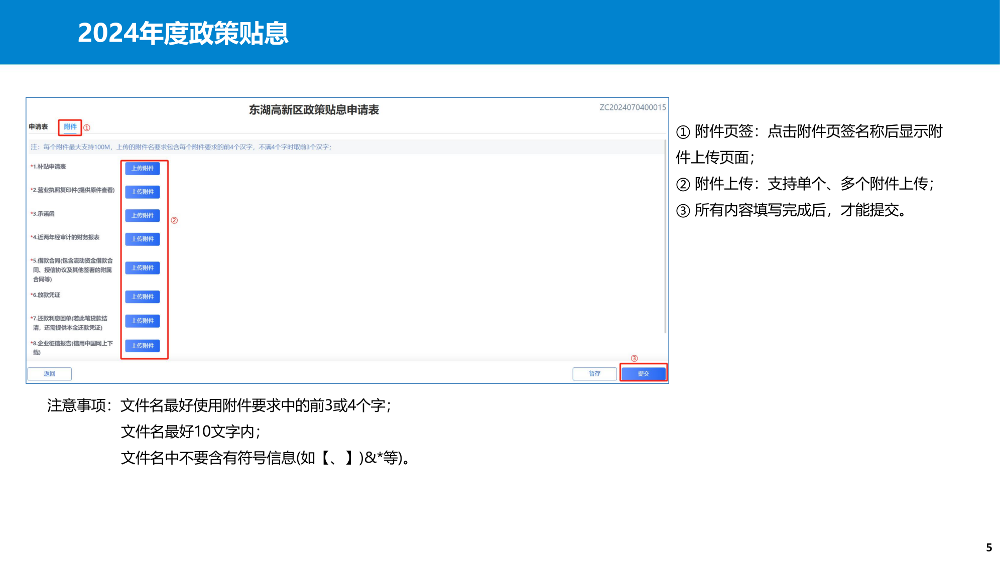 2024年度政策贴息
东湖高新区政策贴息申请表
ZC2024070400015
申请表 附件 ①
注：每个附件最大支持100M，上传的附件名要求包含每个附件要求的前4个汉字，不满4个字时取前3个汉字；
*1.补贴申请表 上传附件
*2.营业执照复印件(提供原件查看) 上传附件
*3.承诺函 上传附件
②
*4.近两年经审计的财务报表 上传附件
*5.借款合同(包含流动资金借款合
同、授信协议及其他签署的附属
合同等)
上传附件
*6.放款凭证 上传附件
*7.还款利息回单(若此笔贷款结
清，还需提供本金还款凭证)
上传附件
*8.企业征信报告(信用中国网上下
载)
上传附件
③
返回 暂存 提交
① 附件页签：点击附件页签名称后显示附
件上传页面；
② 附件上传：支持单个、多个附件上传；
③ 所有内容填写完成后，才能提交。
注意事项：文件名最好使用附件要求中的前3或4个字；
文件名最好10文字内；
文件名中不要含有符号信息(如【、】)&*等)。
5